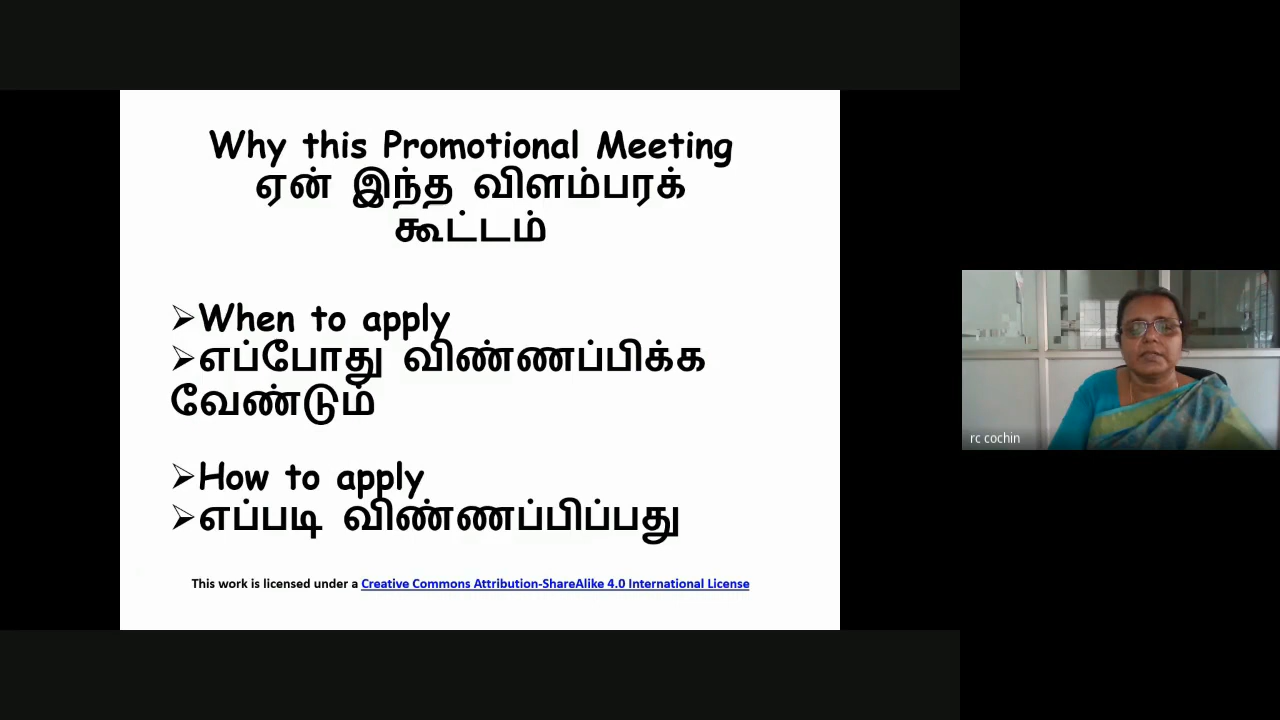 Why this Promotional Meeting
ஏன் இந்த விளம்பரக்
கூட்டம்
➢When to apply
➢எப்போது விண்ணப்பிக்க
வேண்டும்
➢How to apply
➢எப்படி விண்ணப்பிப்பது
This work is licensed under a Creative Commons Attribution-ShareAlike 4.0 International License
rc cochin